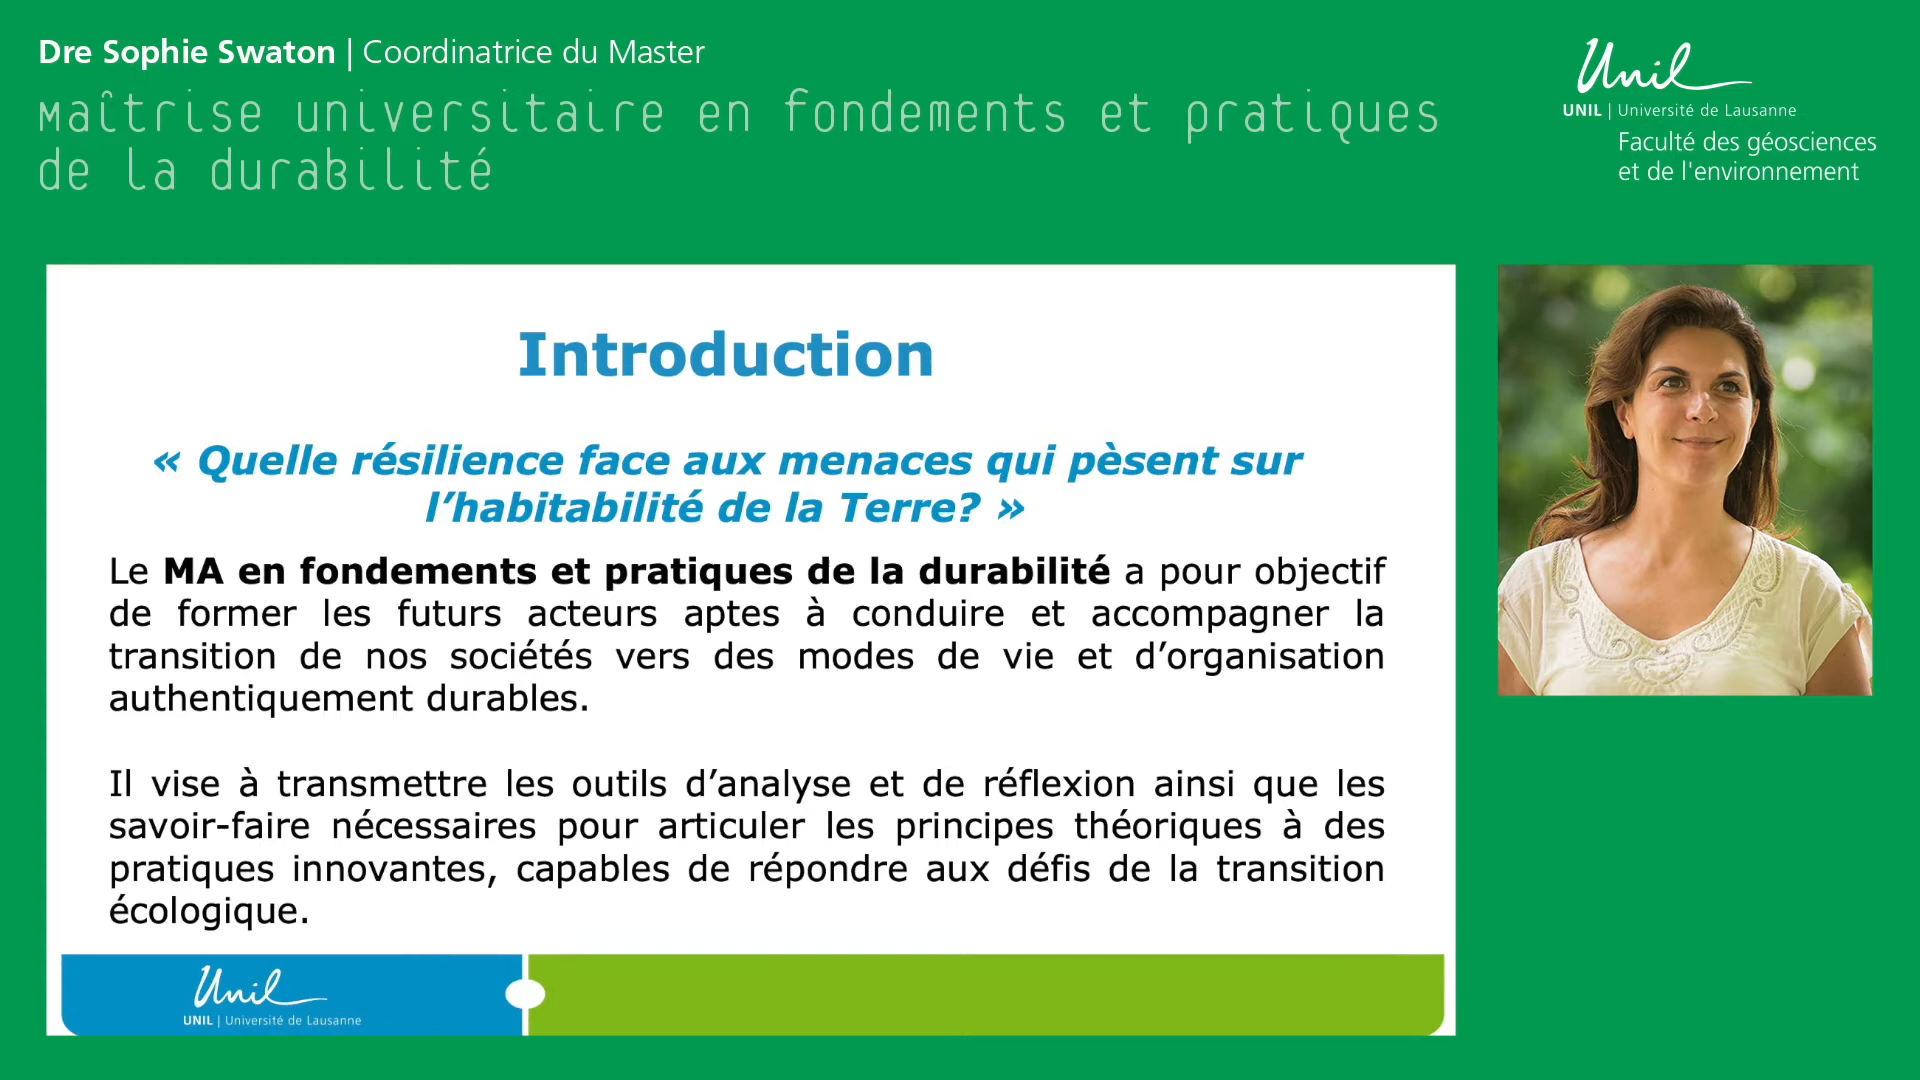 Dre Sophie Swaton | Coordinatrice du Master
Maîtrise universitaire en fondements et pratiques
de la durabilité
Unil
UNIL | Université de Lausanne
Faculté des géosciences
et de l'environnement
Introduction
« Quelle résilience face aux menaces qui pèsent sur
l’habitabilité de la Terre? »
Le MA en fondements et pratiques de la durabilité a pour objectif
de former les futurs acteurs aptes à conduire et accompagner la
transition de nos sociétés vers des modes de vie et d’organisation
authentiquement durables.
Il vise à transmettre les outils d’analyse et de réflexion ainsi que les
savoir-faire nécessaires pour articuler les principes théoriques à des
pratiques innovantes, capables de répondre aux défis de la transition
écologique.
Unil
UNIL | Université de Lausanne